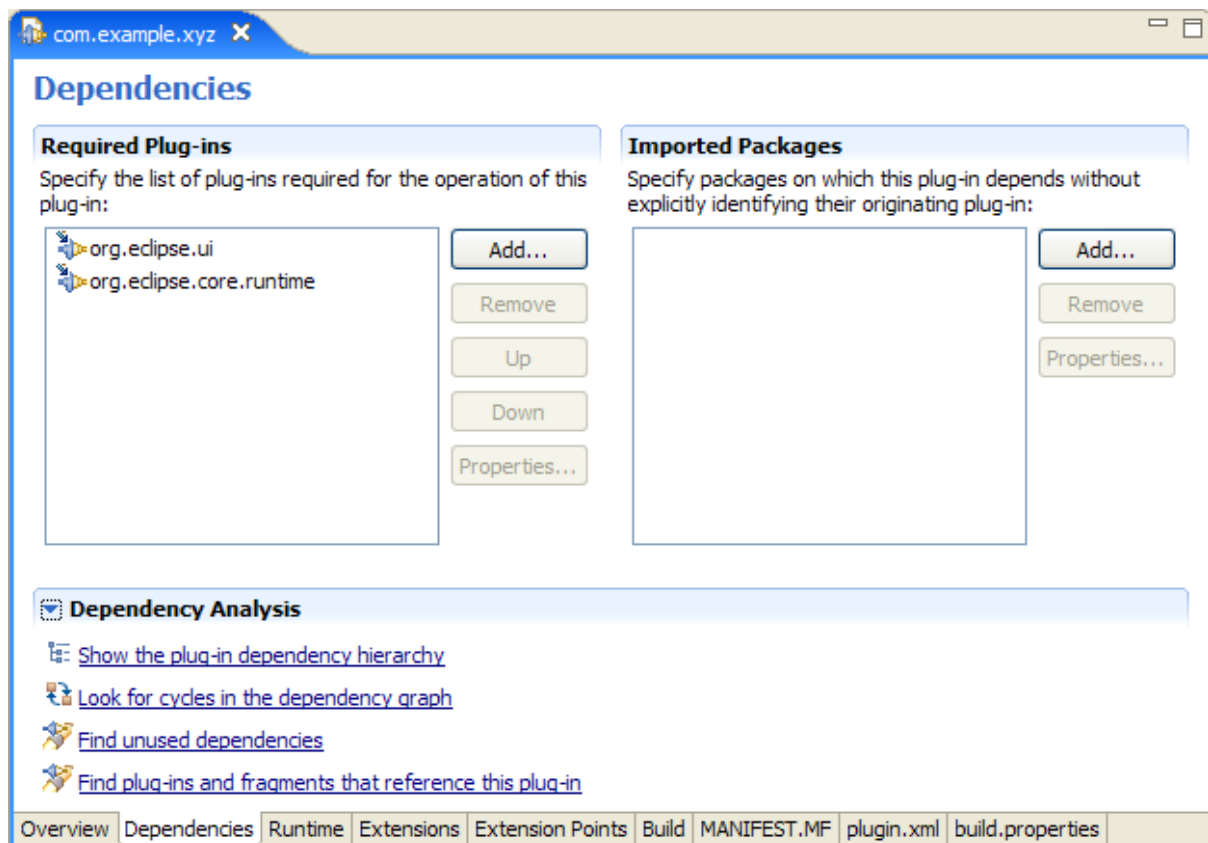 com.example.xyz
Dependencies
Required Plug-ins
Specify the list of plug-ins required for the operation of this
plug-in:
org.eclipse.ui
org.eclipse.core.runtime
Add...
Remove
Up
Down
Properties...
Imported Packages
Specify packages on which this plug-in depends without
explicitly identifying their originating plug-in:
Add...
Remove
Properties...
Dependency Analysis
Show the plug-in dependency hierarchy
Look for cycles in the dependency graph
Find unused dependencies
Find plug-ins and fragments that reference this plug-in
Overview Dependencies Runtime Extensions Extension Points Build MANIFEST.MF plugin.xml build.properties